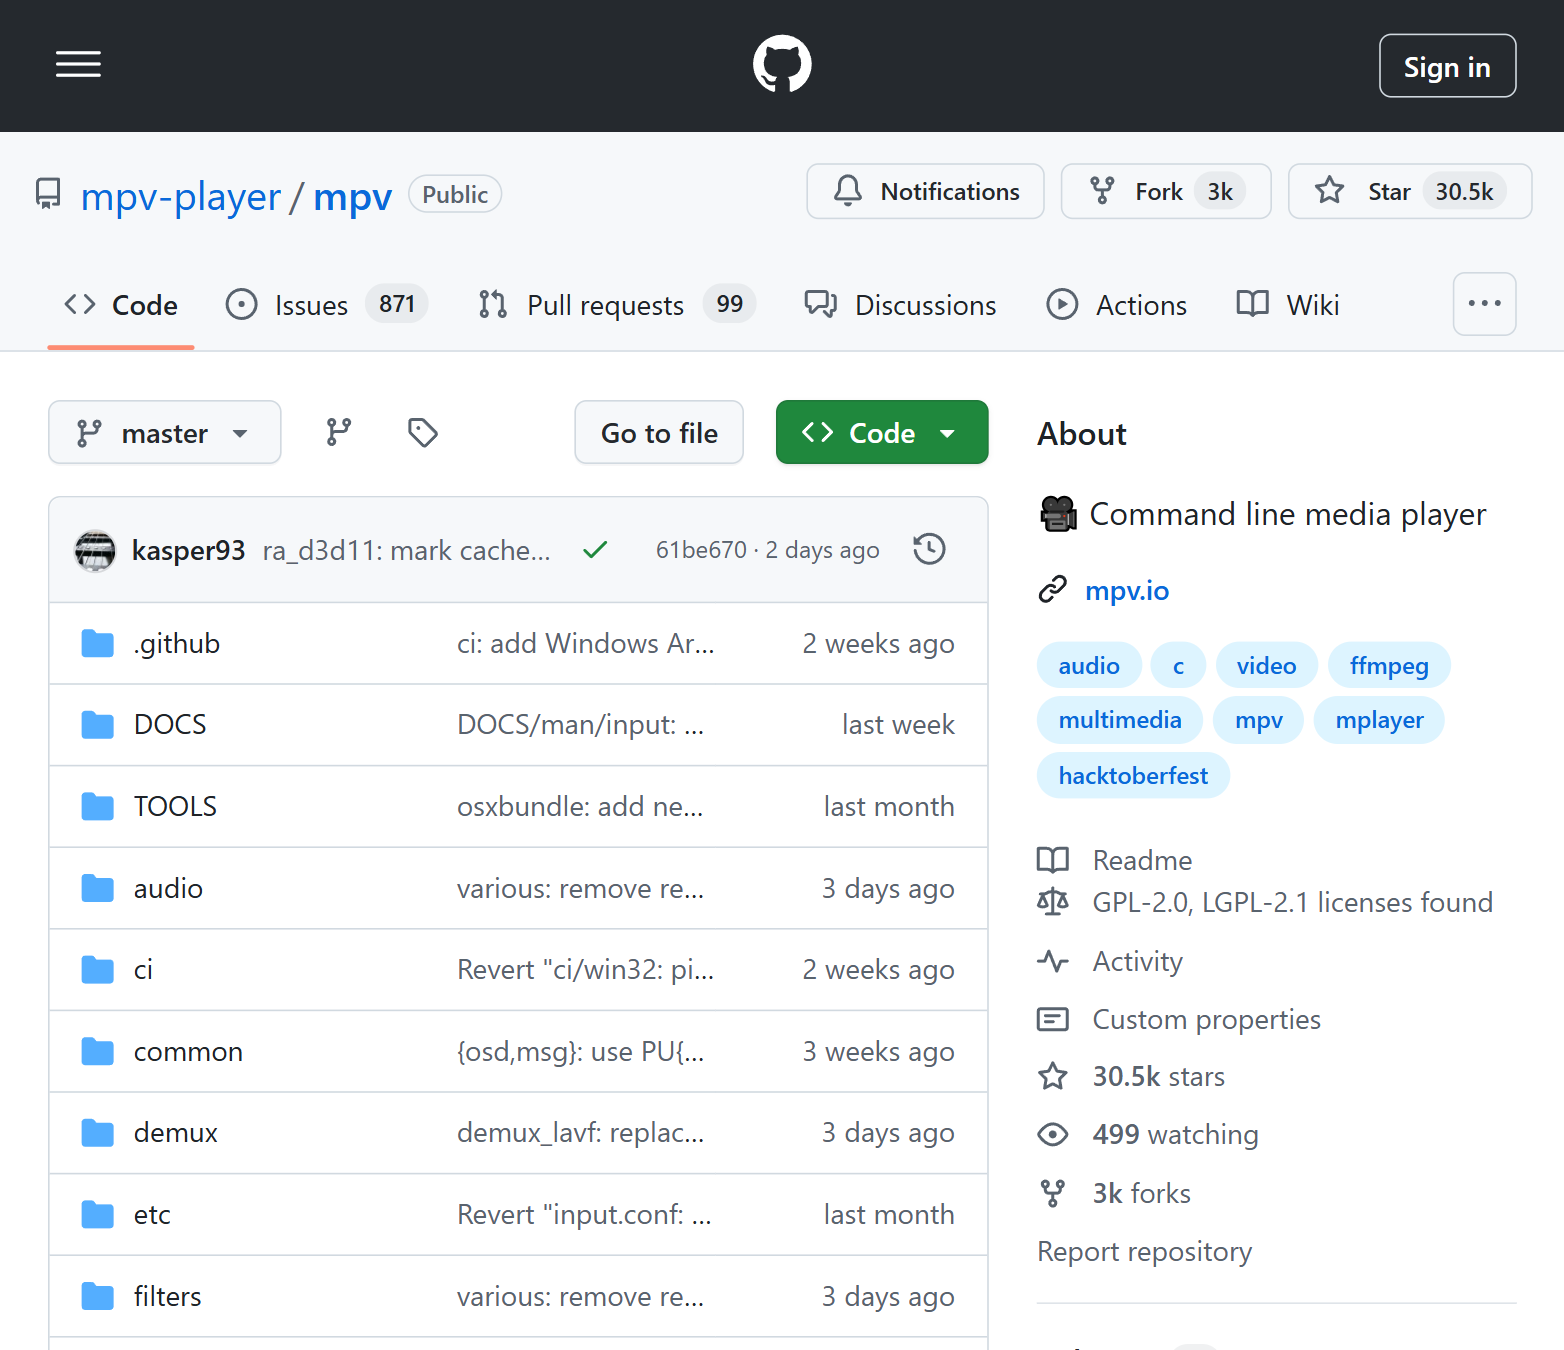 Sign in
mpv-player / mpv Public Notifications Fork 3k Star 30.5k
Code Issues 871 Pull requests 99 Discussions Actions Wiki
master Go to file Code
kasper93 ra_d3d11: mark cache... 61be670 · 2 days ago
.github ci: add Windows Ar... 2 weeks ago
DOCS DOCS/man/input: ... last week
TOOLS osxbundle: add ne... last month
audio various: remove re... 3 days ago
ci Revert "ci/win32: pi... 2 weeks ago
common {osd,msg}: use PU{... 3 weeks ago
demux demux_lavf: replac... 3 days ago
etc Revert "input.conf: ... last month
filters various: remove re... 3 days ago
About
Command line media player
mpv.io
audio c video ffmpeg
multimedia mpv mplayer
hacktoberfest
Readme
GPL-2.0, LGPL-2.1 licenses found
Activity
Custom properties
30.5k stars
499 watching
3k forks
Report repository